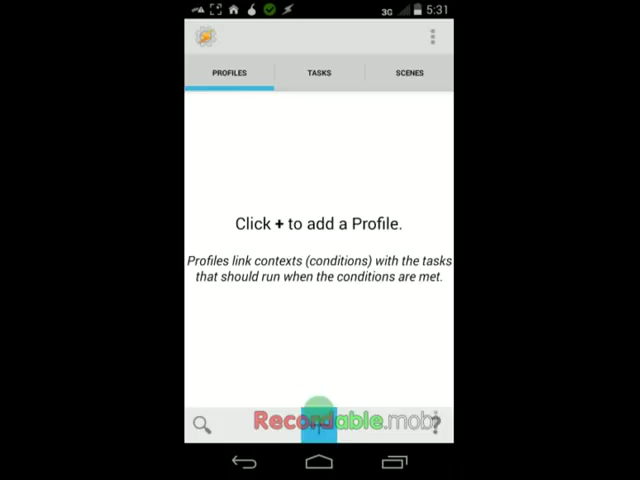 3G 5:31
PROFILES TASKS SCENES
Click + to add a Profile.
Profiles link contexts (conditions) with the tasks
that should run when the conditions are met.
Recordable.mobi
?